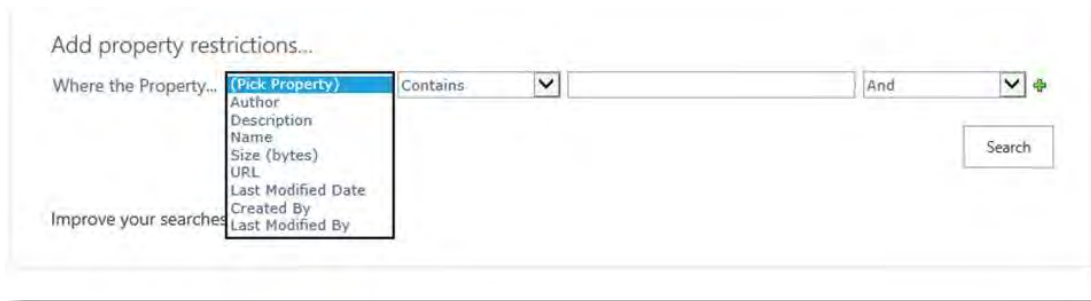 Add property restrictions...
Where the Property... (Pick Property) Contains And
Author
Description
Name
Size (bytes)
URL
Search
Last Modified Date
Created By
Improve your searches
Last Modified By